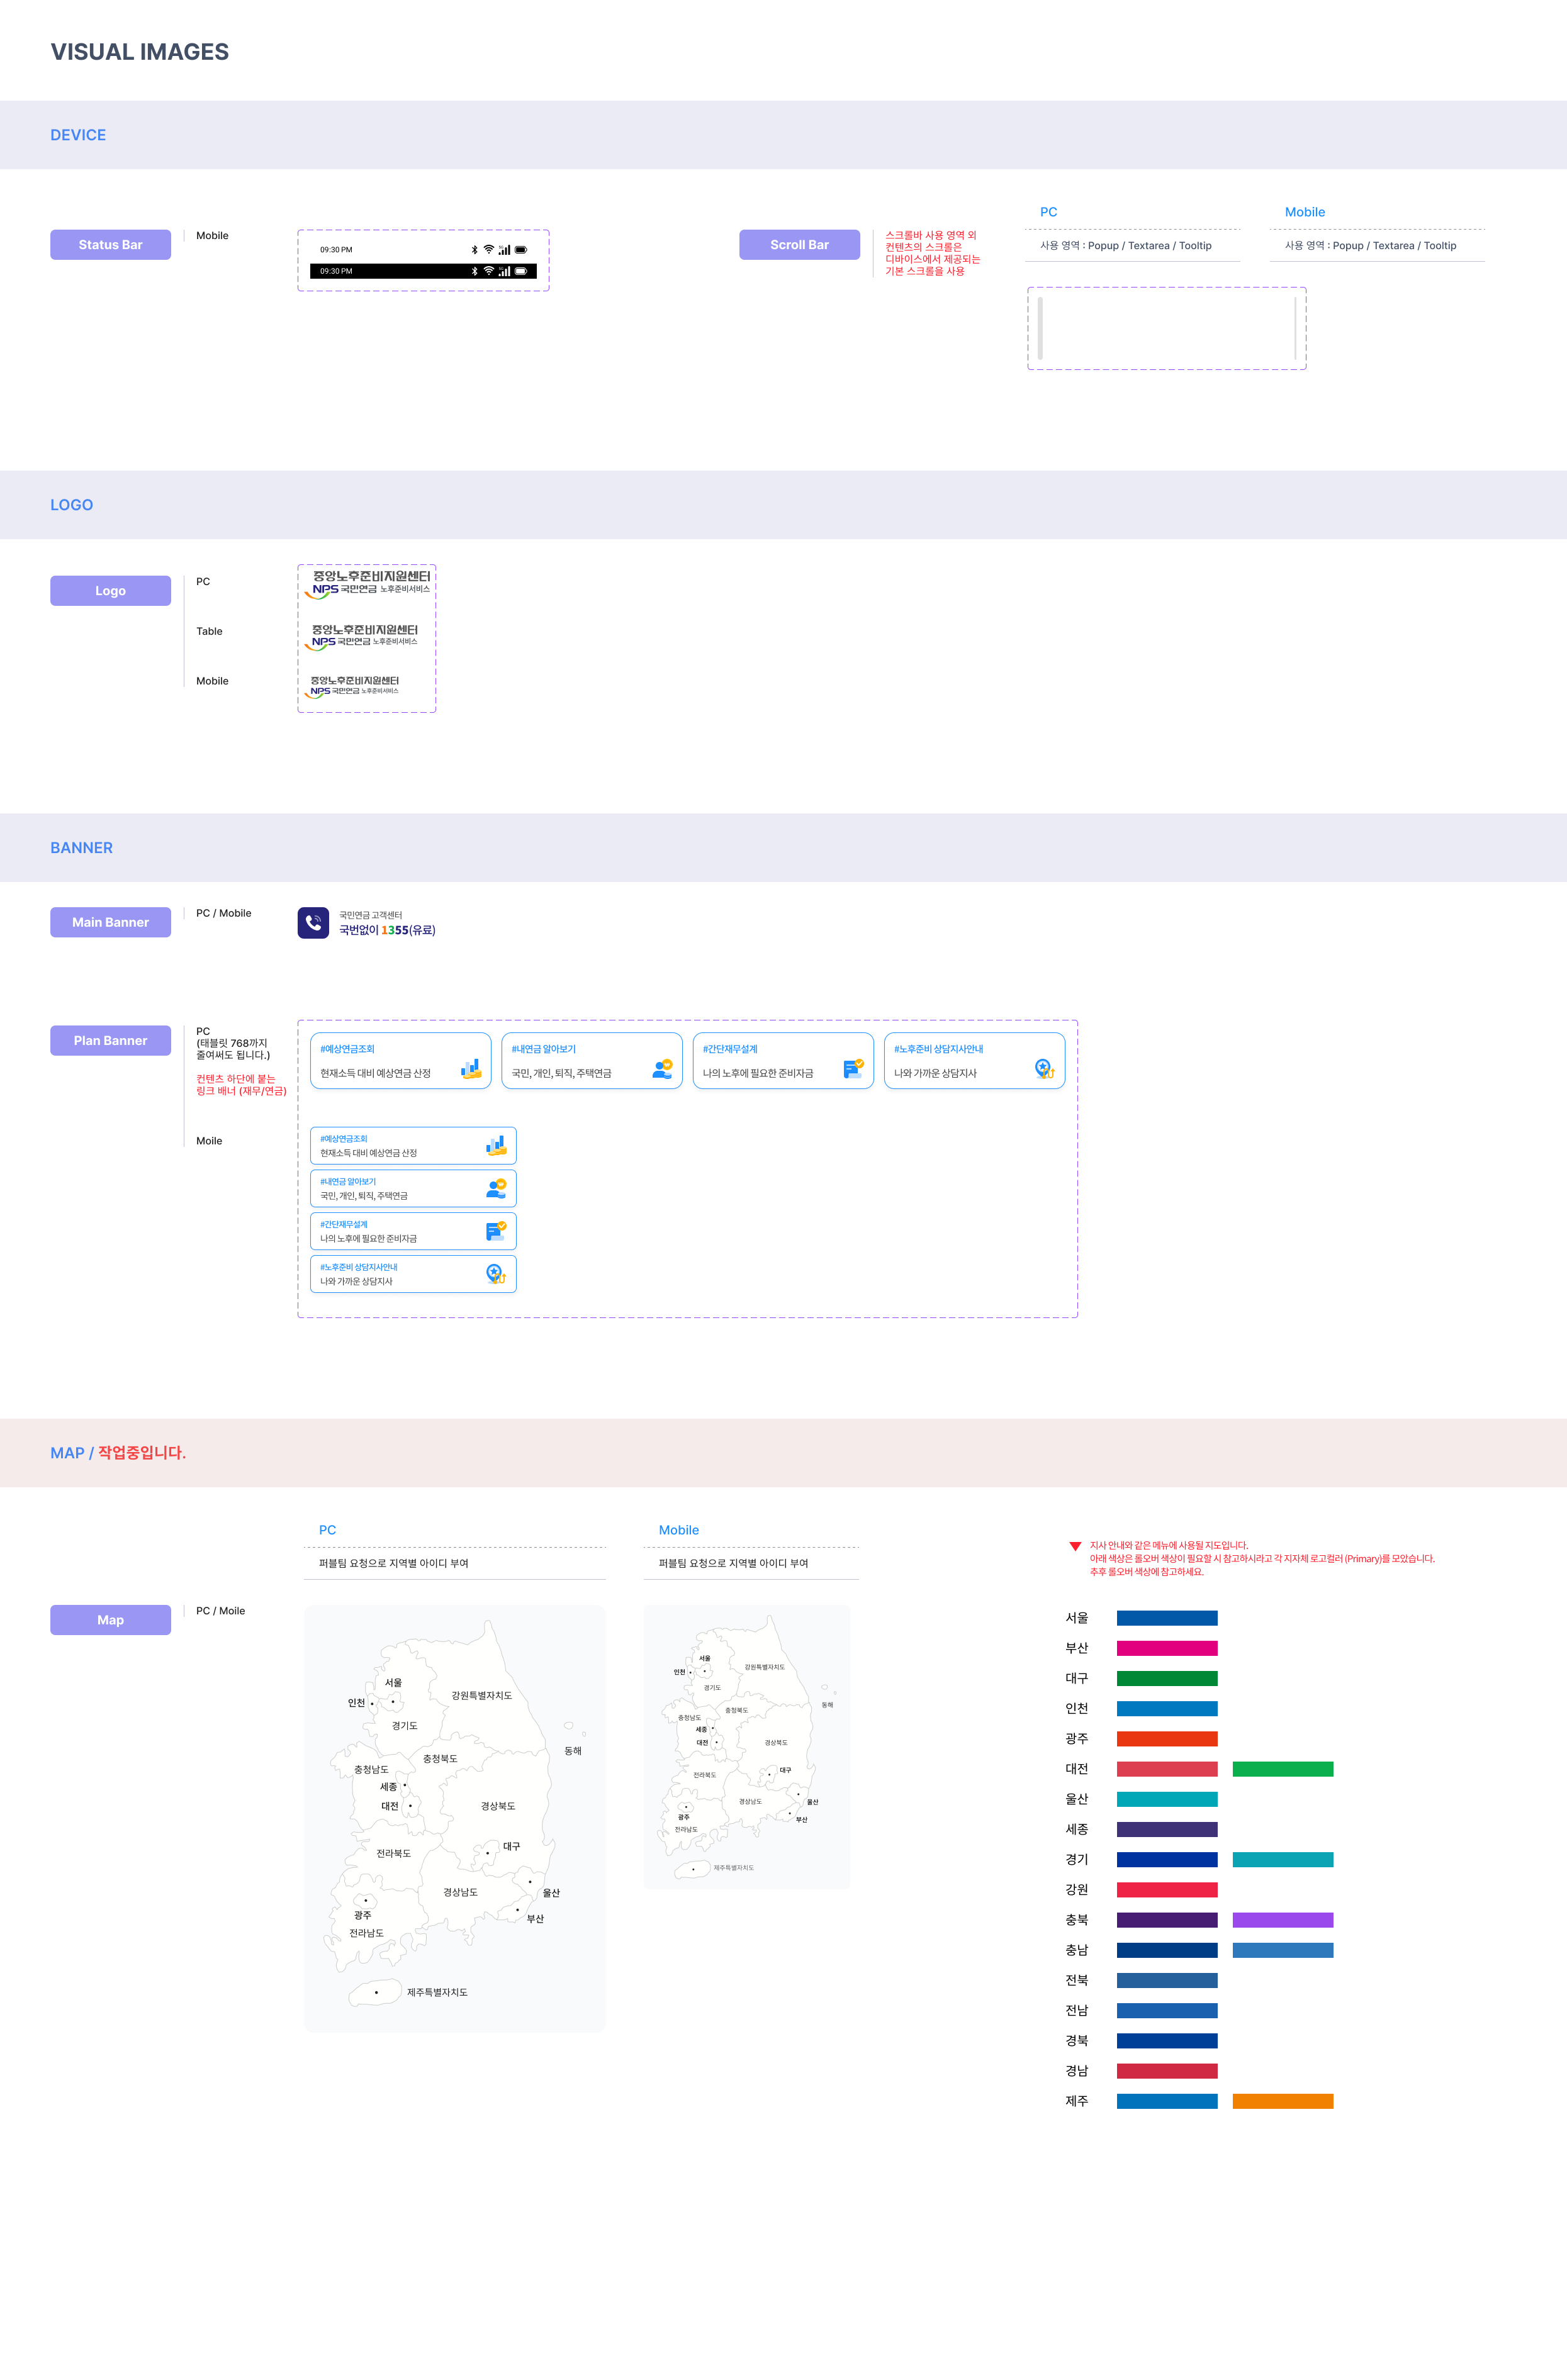 VISUAL IMAGES
DEVICE
Status Bar
Mobile
09:30 PM
09:30 PM
Scroll Bar
스크롤바 사용 영역 외
컨텐츠의 스크롤은
디바이스에서 제공되는
기본 스크롤을 사용
PC
사용 영역 : Popup / Textarea / Tooltip
Mobile
사용 영역 : Popup / Textarea / Tooltip
LOGO
Logo
PC
중앙노후준비지원센터
NPS 국민연금 노후준비서비스
Table
중앙노후준비지원센터
NPS 국민연금 노후준비서비스
Mobile
중앙노후준비지원센터
NPS 국민연금 노후준비서비스
BANNER
Main Banner
PC / Mobile
국민연금 고객센터
국번없이 1355(유료)
Plan Banner
PC
(태블릿 768까지
줄여써도 됩니다.)
컨텐츠 하단에 붙는
링크 배너 (재무/연금)
#예상연금조회
현재소득 대비 예상연금 산정
#내연금 알아보기
국민, 개인, 퇴직, 주택연금
#간단재무설계
나의 노후에 필요한 준비자금
#노후준비 상담지사안내
나와 가까운 상담지사
Moile
#예상연금조회
현재소득 대비 예상연금 산정
#내연금 알아보기
국민, 개인, 퇴직, 주택연금
#간단재무설계
나의 노후에 필요한 준비자금
#노후준비 상담지사안내
나와 가까운 상담지사
MAP / 작업중입니다.
PC
퍼블팀 요청으로 지역별 아이디 부여
Mobile
퍼블팀 요청으로 지역별 아이디 부여
▼ 지사 안내와 같은 메뉴에 사용될 지도입니다.
아래 색상은 롤오버 색상이 필요할 시 참고하시라고 각 지자체 로고컬러 (Primary)를 모았습니다.
추후 롤오버 색상에 참고하세요.
Map
PC / Moile
서울
인천
강원특별자치도
경기도
동해
충청북도
충청남도
세종
대전
경상북도
대구
전라북도
경상남도
울산
광주
부산
전라남도
제주특별자치도
서울
인천
강원특별자치도
경기도
동해
충청북도
충청남도
세종
대전
경상북도
대구
전라북도
경상남도
울산
광주
부산
전라남도
제주특별자치도
서울
부산
대구
인천
광주
대전
울산
세종
경기
강원
충북
충남
전북
전남
경북
경남
제주